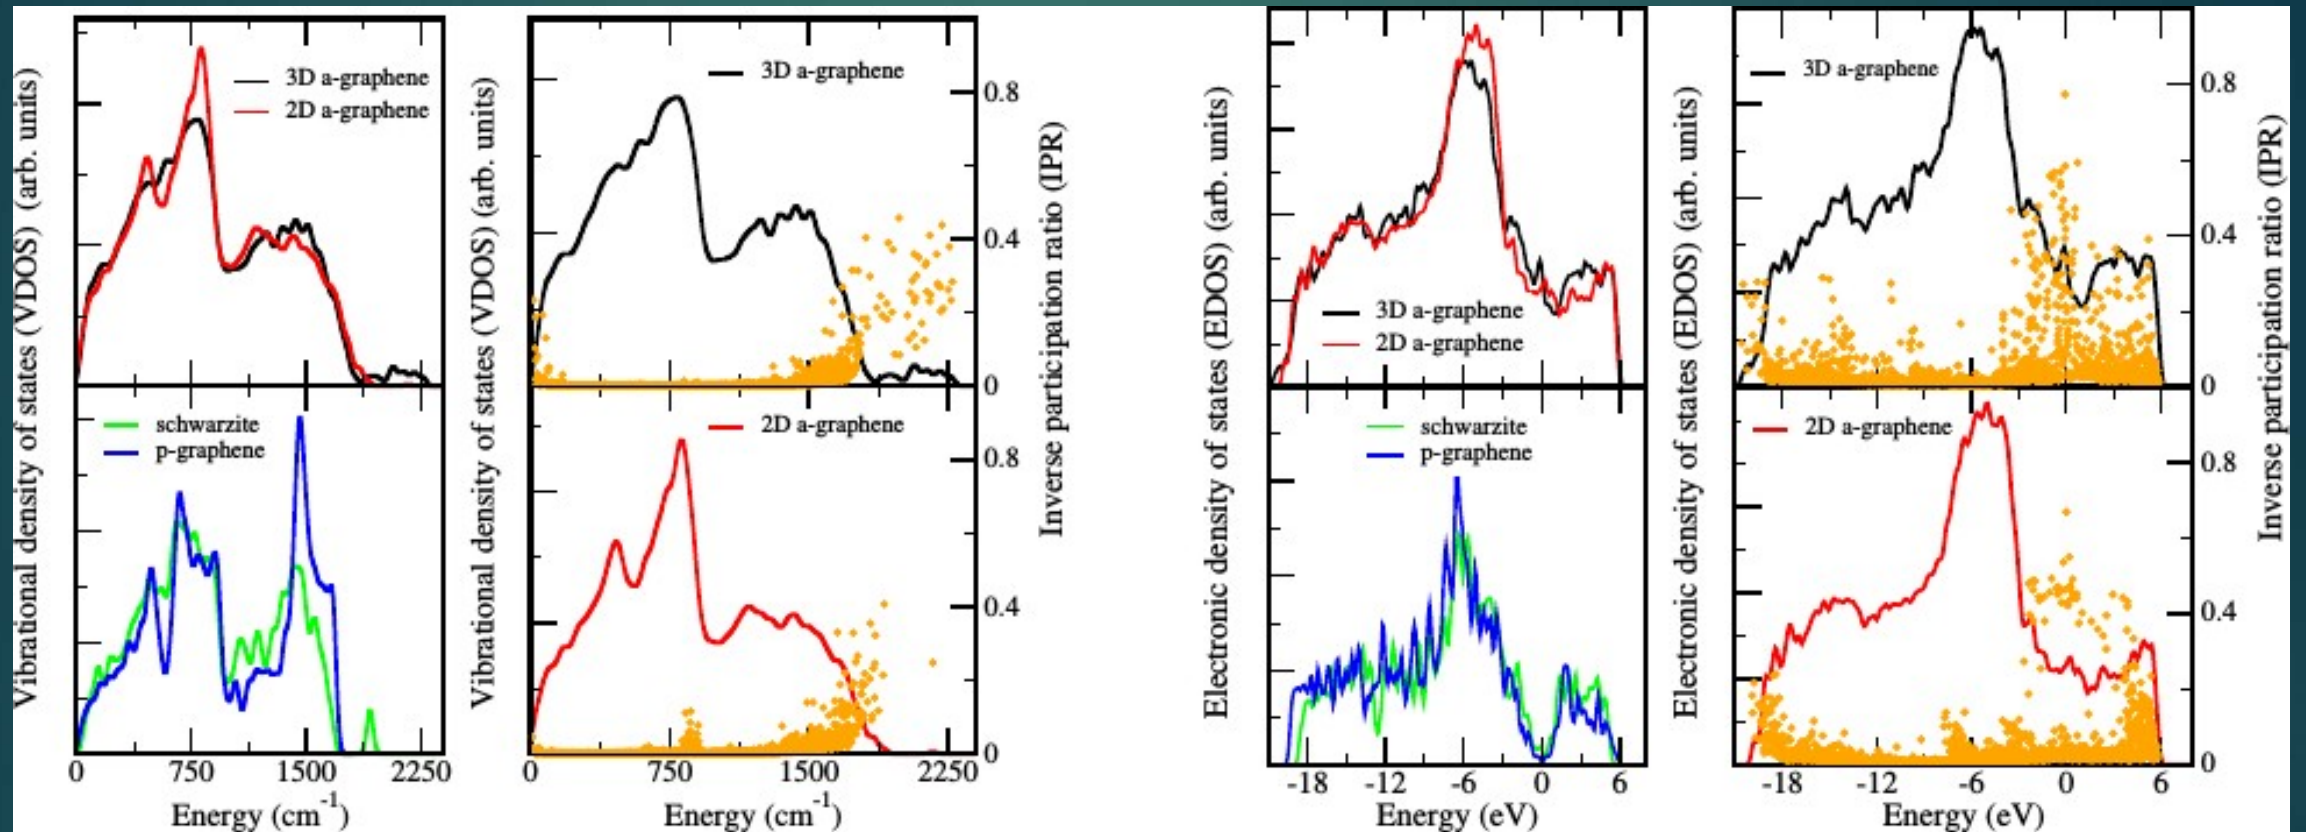 Vibrational density of states (VDOS) (arb. units)
3D a-graphene
2D a-graphene
schwarzite
p-graphene
0 750 1500 2250
Energy (cm-1)
Vibrational density of states (VDOS) (arb. units)
3D a-graphene
0.8
0.4
0
2D a-graphene
0.8
0.4
0
0 750 1500 2250
Energy (cm-1)
Inverse participation ratio (IPR)
Electronic density of states (EDOS) (arb. units)
3D a-graphene
2D a-graphene
schwarzite
p-graphene
-18 -12 -6 0 6
Energy (eV)
Electronic density of states (EDOS) (arb. units)
3D a-graphene
0.8
0.4
0
2D a-graphene
0.8
0.4
0
-18 -12 -6 0 6
Energy (eV)
Inverse participation ratio (IPR)